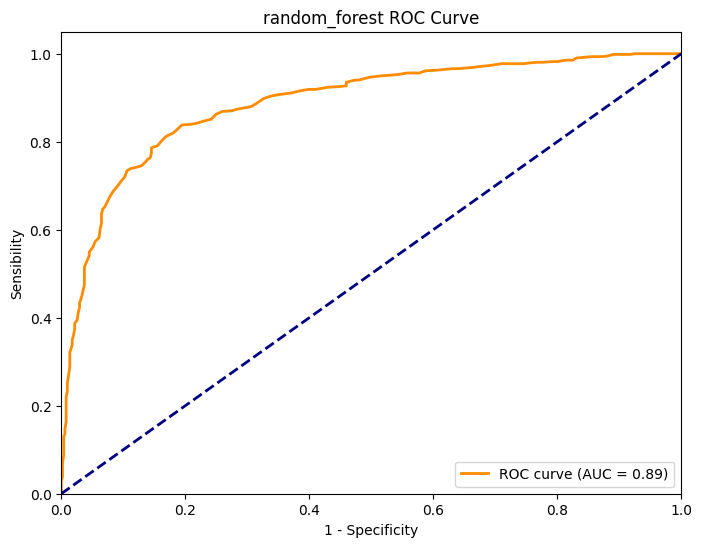 random_forest ROC Curve
1.0
0.8
0.6
0.4
0.2
0.0
Sensibility
0.0 0.2 0.4 0.6 0.8 1.0
1 - Specificity
ROC curve (AUC = 0.89)